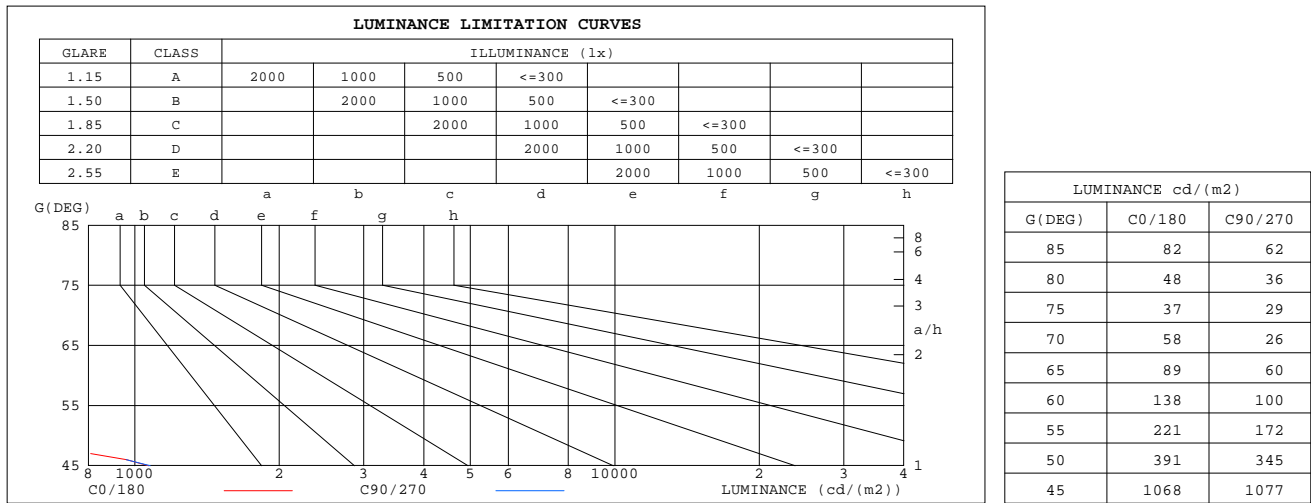 LUMINANCE LIMITATION CURVES
GLARE CLASS ILLUMINANCE (lx)
1.15 A 2000 1000 500 <=300
1.50 B 2000 1000 500 <=300
1.85 C 2000 1000 500 <=300
2.20 D 2000 1000 500 <=300
2.55 E 2000 1000 500 <=300
a b c d e f g h
G(DEG)
a b c d e f g h
85
75
65
55
45
8
6
4
3
a/h
2
1
8 1000 2 3 4 5 6 8 10000 2 3 4
C0/180 C90/270 LUMINANCE (cd/(m2))
LUMINANCE cd/(m2)
G(DEG) C0/180 C90/270
85 82 62
80 48 36
75 37 29
70 58 26
65 89 60
60 138 100
55 221 172
50 391 345
45 1068 1077